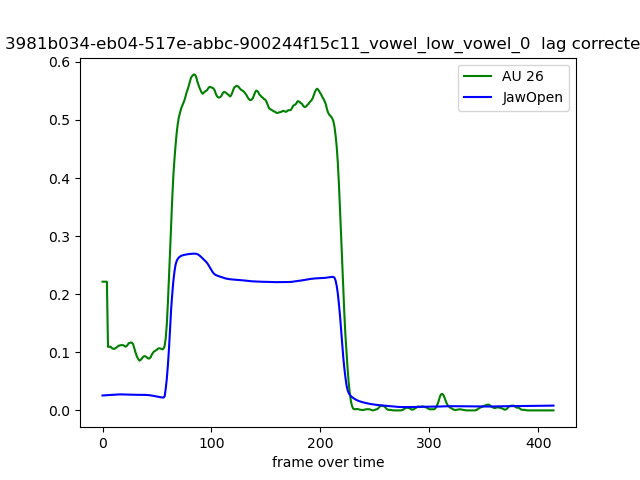 3981b034-eb04-517e-abbc-900244f15c11_vowel_low_vowel_0  lag correcte
0.6
0.5
0.4
0.3
0.2
0.1
0.0
AU 26
JawOpen
0 100 200 300 400
frame over time